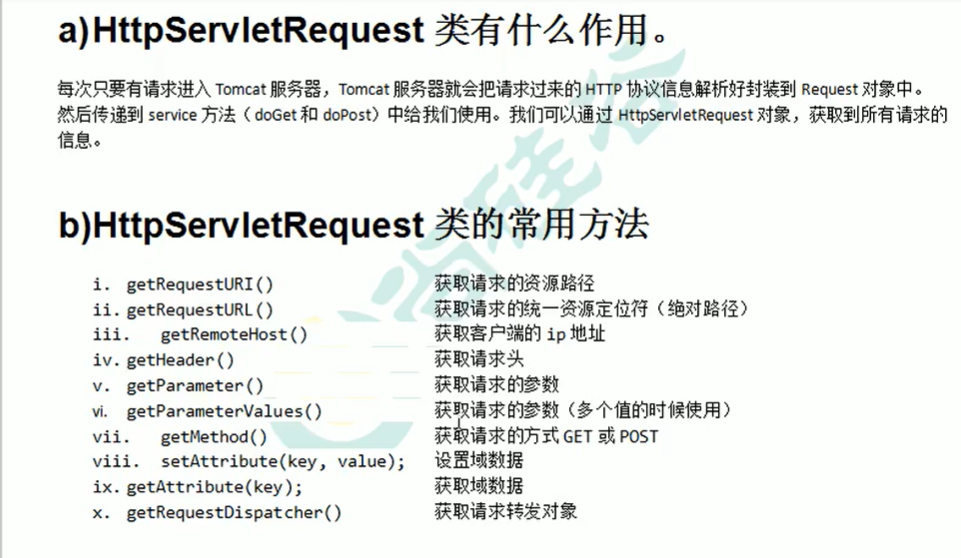 a)HttpServletRequest 类有什么作用。
每次只要有请求进入 Tomcat 服务器，Tomcat 服务器就会把请求过来的 HTTP 协议信息解析好封装到 Request 对象中。
然后传递到 service 方法（ doGet 和 doPost）中给我们使用。我们可以通过 HttpServletRequest 对象，获取到所有请求的
信息。
b)HttpServletRequest 类的常用方法
i. getRequestURI() 获取请求的资源路径
ii. getRequestURL() 获取请求的统一资源定位符（绝对路径）
iii. getRemoteHost() 获取客户端的 ip 地址
iv. getHeader() 获取请求头
v. getParameter() 获取请求的参数
vi. getParameterValues() 获取请求的参数（多个值的时候使用）
vii. getMethod() 获取请求的方式 GET 或 POST
viii. setAttribute(key, value); 设置域数据
ix. getAttribute(key); 获取域数据
x. getRequestDispatcher() 获取请求转发对象
尚硅谷